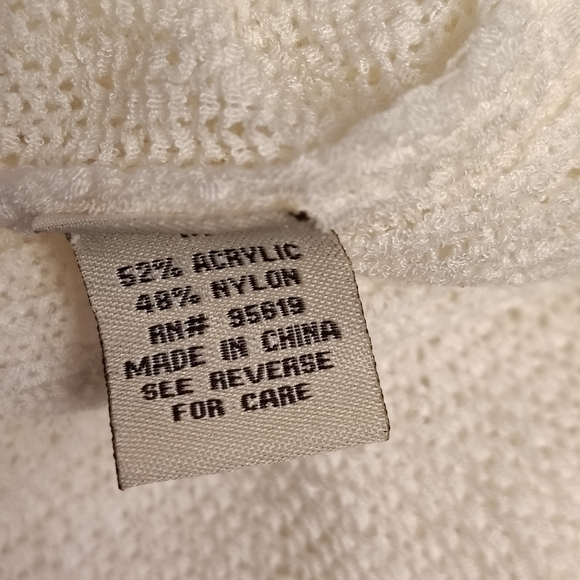 52% ACRYLIC
48% NYLON
RN# 95619
MADE IN CHINA
SEE REVERSE
FOR CARE